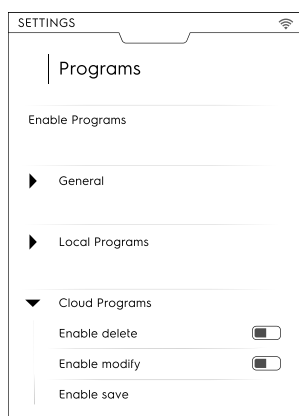 SETTINGS
Programs
Enable Programs
General
Local Programs
Cloud Programs
Enable delete
Enable modify
Enable save